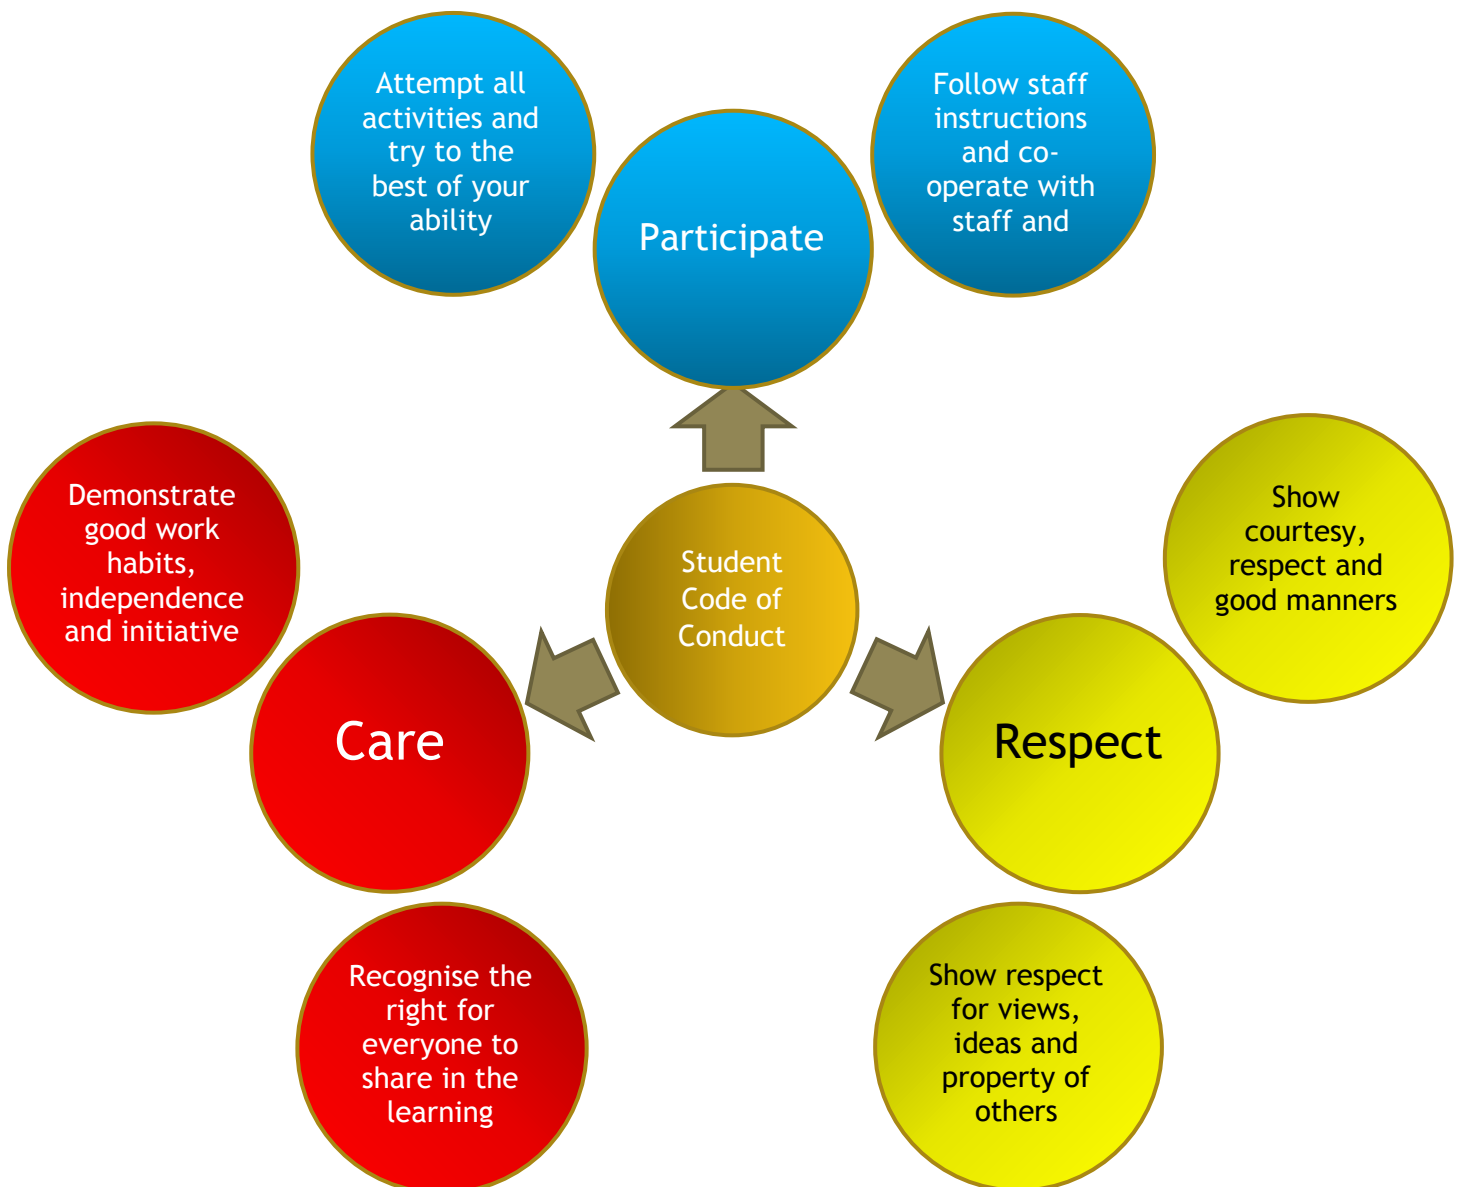 Attempt all
activities and
try to the
best of your
ability
Participate
Follow staff
instructions
and co-
operate with
staff and
Demonstrate
good work
habits,
independence
and initiative
Care
Student
Code of
Conduct
Show
courtesy,
respect and
good manners
Respect
Recognise the
right for
everyone to
share in the
learning
Show respect
for views,
ideas and
property of
others